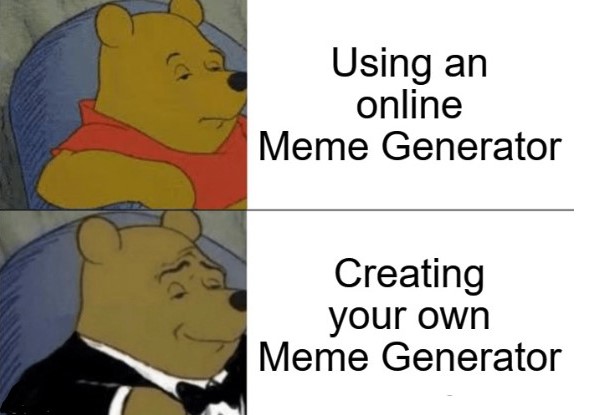 Using an
online
Meme Generator
Creating
your own
Meme Generator